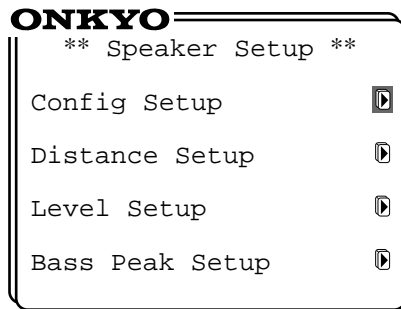 ONKYO
** Speaker Setup **
Config Setup
Distance Setup
Level Setup
Bass Peak Setup